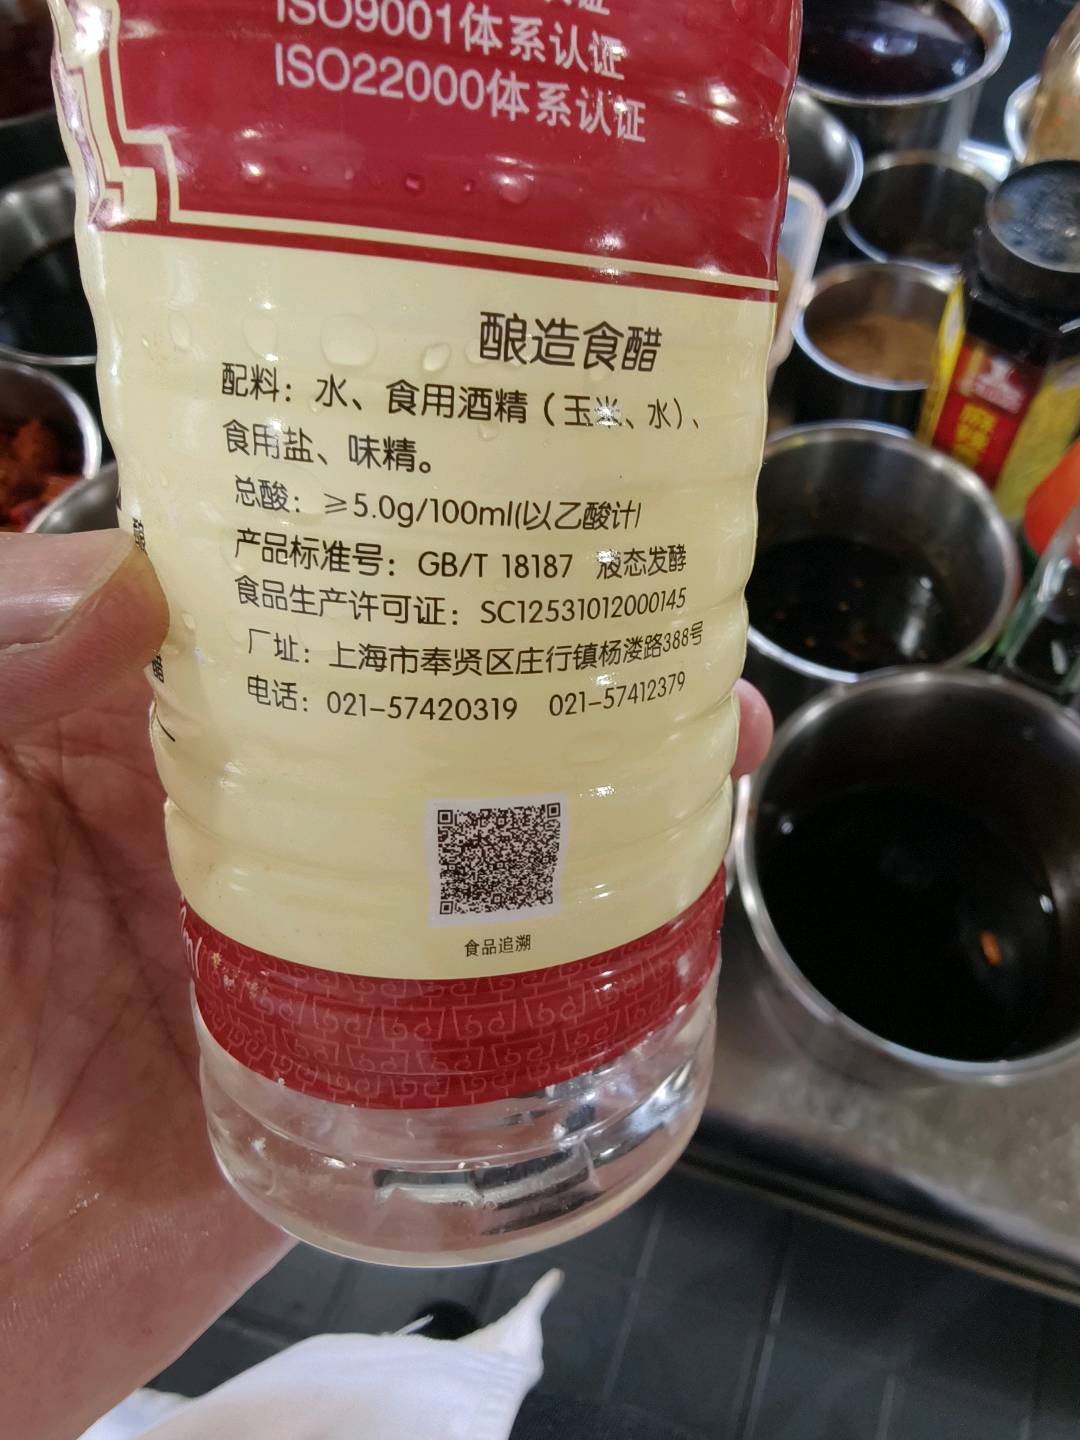 ISO9001体系认证
ISO22000体系认证
酿造食醋
配料：水、食用酒精（玉米、水）、
食用盐、味精。
总酸：≥5.0g/100ml(以乙酸计)
产品标准号：GB/T 18187 液态发酵
食品生产许可证：SC12531012000145
厂址：上海市奉贤区庄行镇杨溇路388号
电话：021-57420319 021-57412379
食品追溯